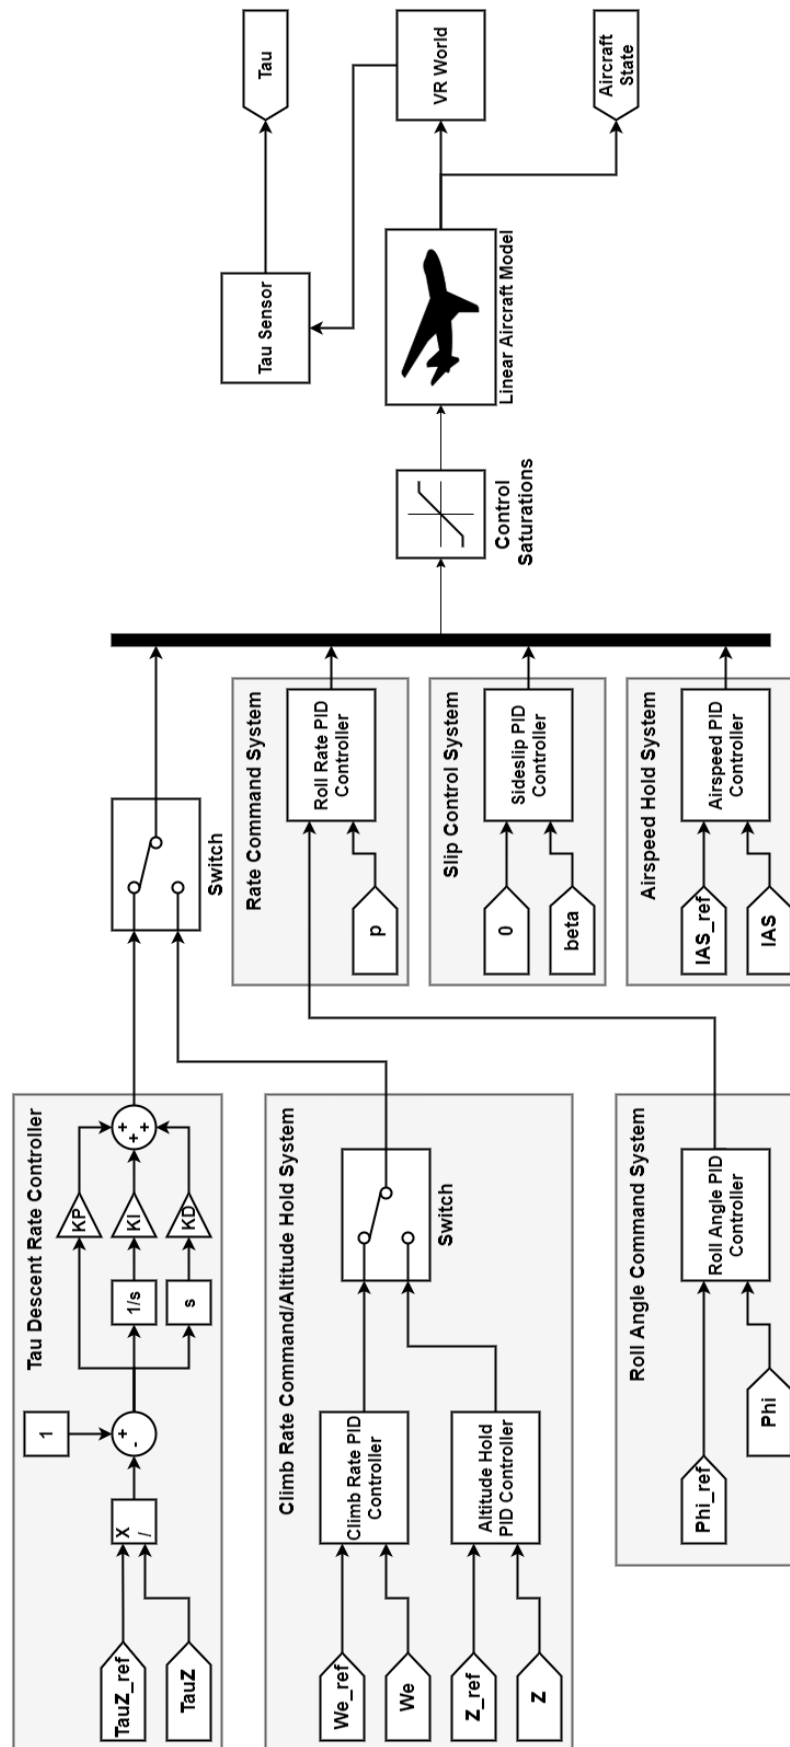 Tau Descent Rate Controller
TauZ_ref
TauZ
X
/
1
+
-
1/s
s
KP
KI
KD
+
+
+
Switch
Climb Rate Command/Altitude Hold System
We_ref
We
Climb Rate PID
Controller
Z_ref
Z
Altitude Hold
PID Controller
Switch
Roll Angle Command System
Phi_ref
Phi
Roll Angle PID
Controller
Rate Command System
p
Roll Rate PID
Controller
Slip Control System
0
beta
Sideslip PID
Controller
Airspeed Hold System
IAS_ref
IAS
Airspeed PID
Controller
Control
Saturations
Linear Aircraft Model
Tau Sensor
Tau
VR World
Aircraft
State